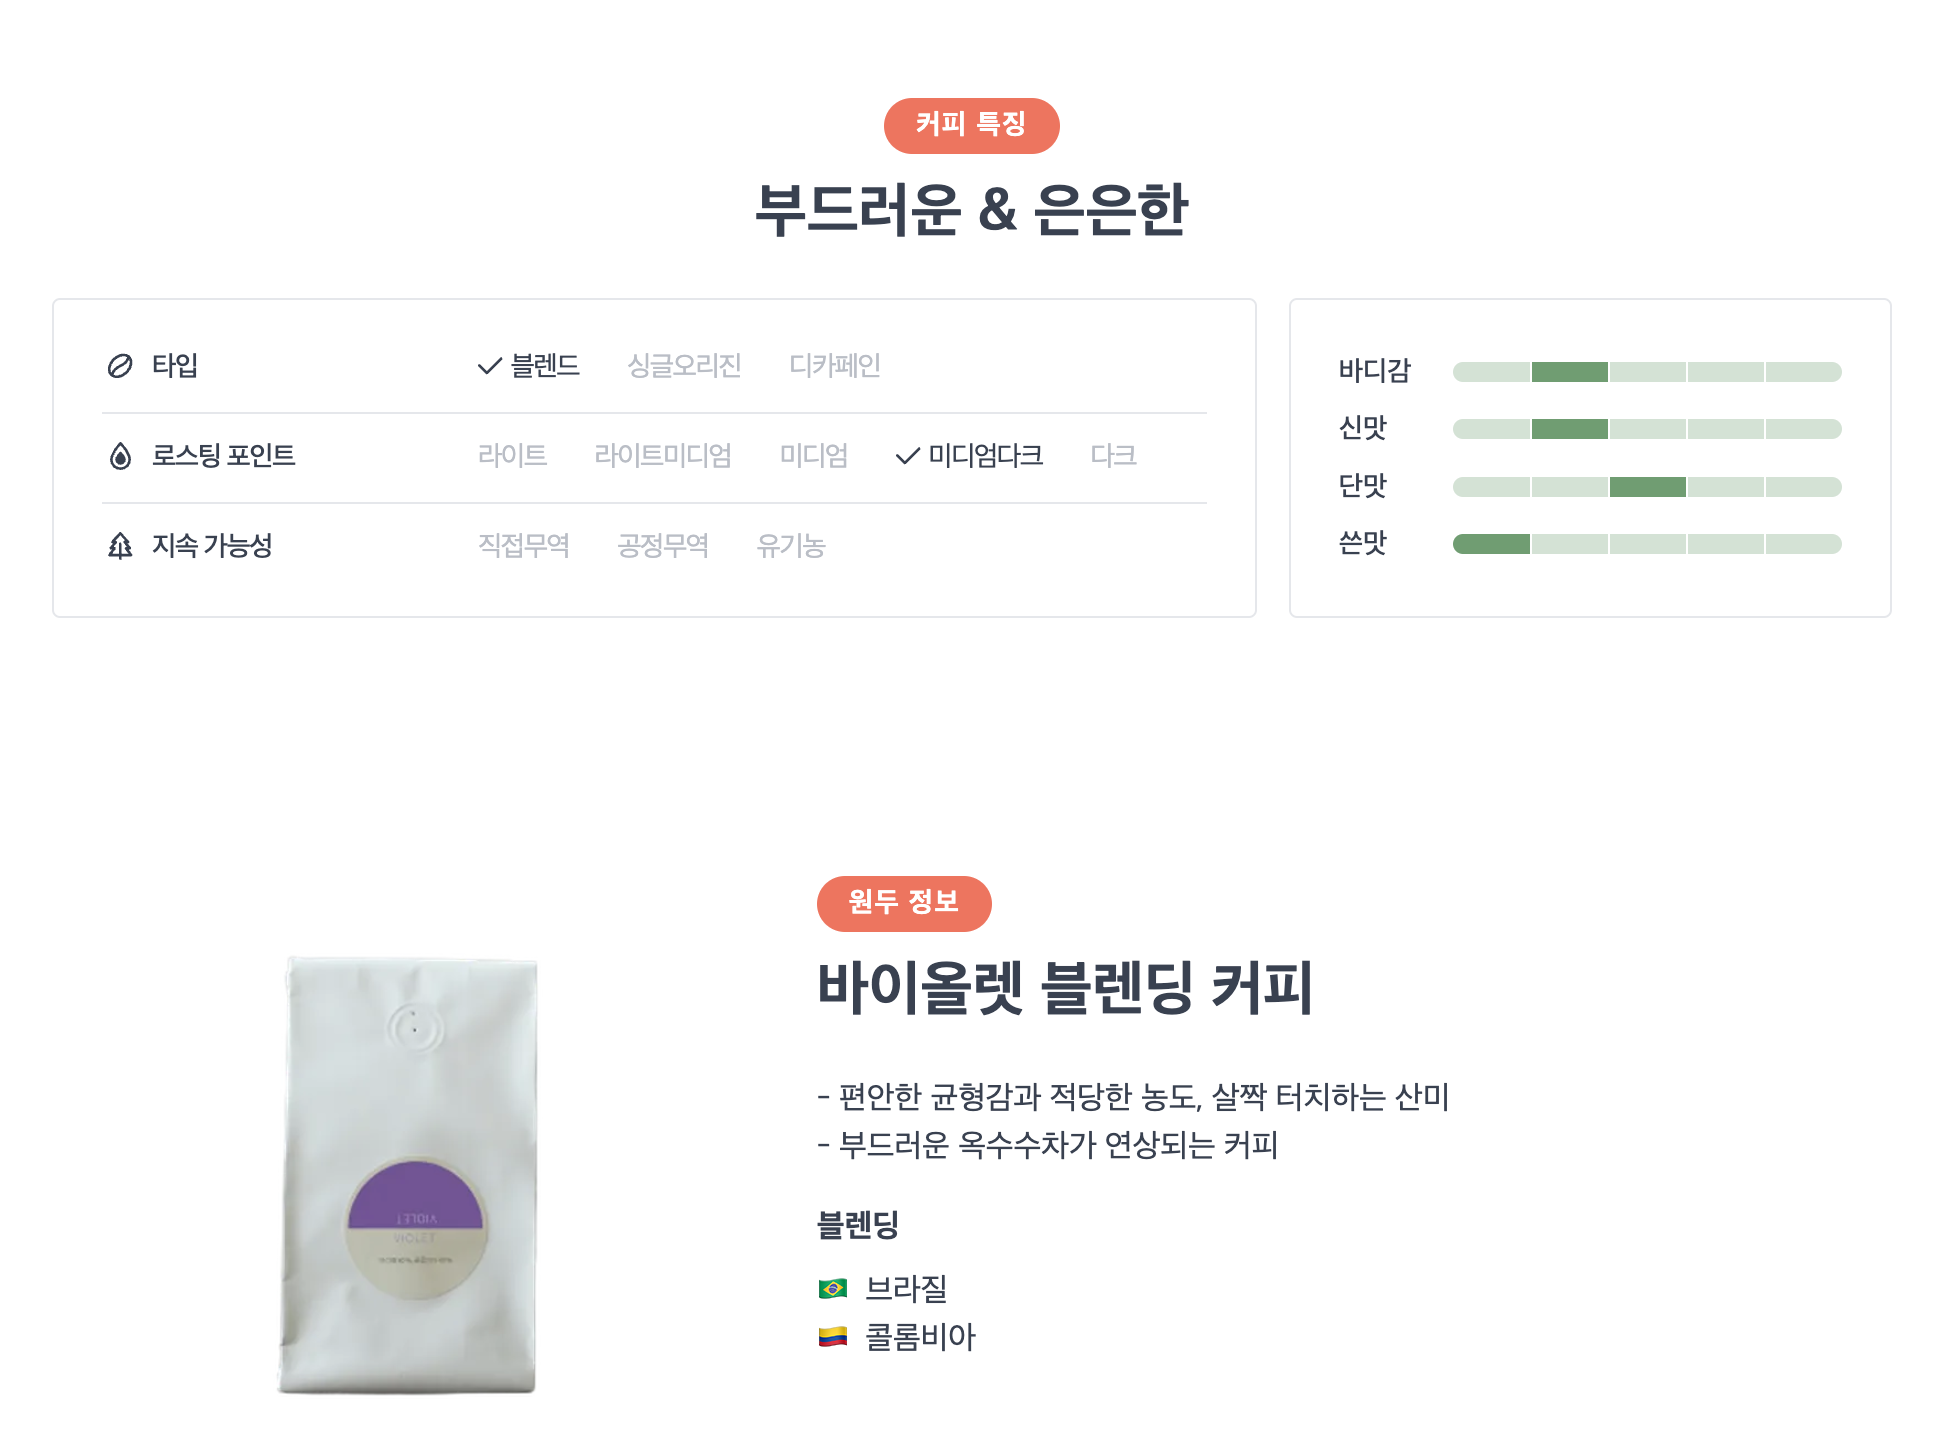 커피 특징
부드러운 & 은은한
타입 블렌드 싱글오리진 디카페인
로스팅 포인트 라이트 라이트미디엄 미디엄 미디엄다크 다크
지속 가능성 직접무역 공정무역 유기농
바디감
신맛
단맛
쓴맛
원두 정보
바이올렛 블렌딩 커피
- 편안한 균형감과 적당한 농도, 살짝 터치하는 산미
- 부드러운 옥수수차가 연상되는 커피
블렌딩
브라질
콜롬비아
VIOLET
VIOLET